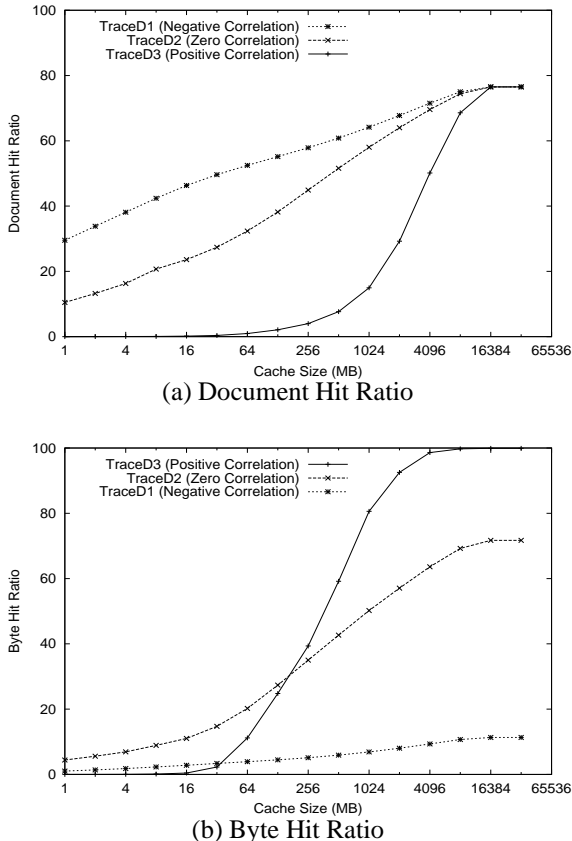 100
80
60
40
20
0
Document Hit Ratio
TraceD1 (Negative Correlation)
TraceD2 (Zero Correlation)
TraceD3 (Positive Correlation)
1 4 16 64 256 1024 4096 16384 65536
Cache Size (MB)
(a) Document Hit Ratio
100
80
60
40
20
0
Byte Hit Ratio
TraceD3 (Positive Correlation)
TraceD2 (Zero Correlation)
TraceD1 (Negative Correlation)
1 4 16 64 256 1024 4096 16384 65536
Cache Size (MB)
(b) Byte Hit Ratio